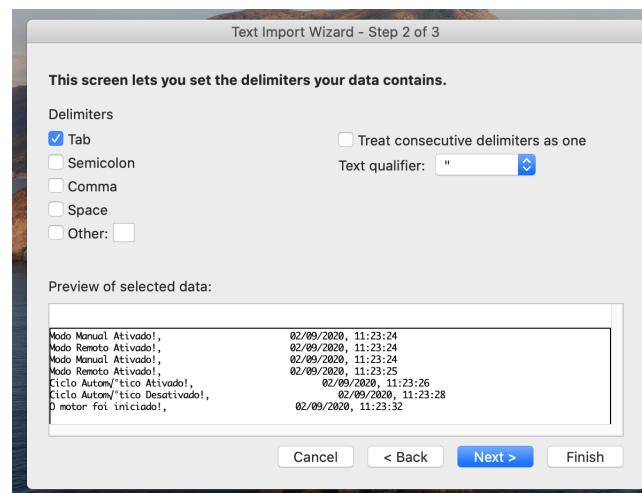 Text Import Wizard - Step 2 of 3
This screen lets you set the delimiters your data contains.
Delimiters
Tab
Treat consecutive delimiters as one
Semicolon
Text qualifier: "
Comma
Space
Other:
Preview of selected data:
Modo Manual Ativado!, 02/09/2020, 11:23:24
Modo Remoto Ativado!, 02/09/2020, 11:23:24
Modo Manual Ativado!, 02/09/2020, 11:23:24
Modo Remoto Ativado!, 02/09/2020, 11:23:25
Ciclo Autom√°tico Ativado!, 02/09/2020, 11:23:26
Ciclo Autom√°tico Desativado!, 02/09/2020, 11:23:28
O motor foi iniciado!, 02/09/2020, 11:23:32
Cancel < Back Next > Finish